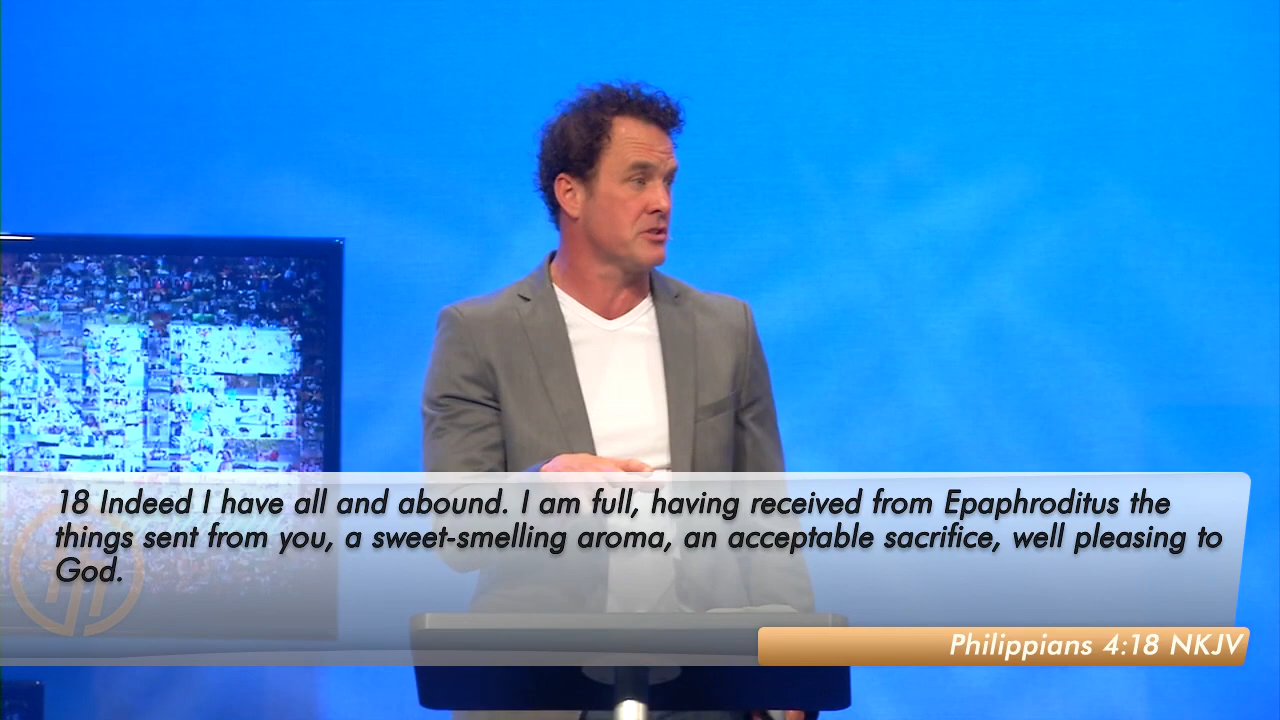 18 Indeed I have all and abound. I am full, having received from Epaphroditus the
things sent from you, a sweet-smelling aroma, an acceptable sacrifice, well pleasing to
God.
Philippians 4:18 NKJV